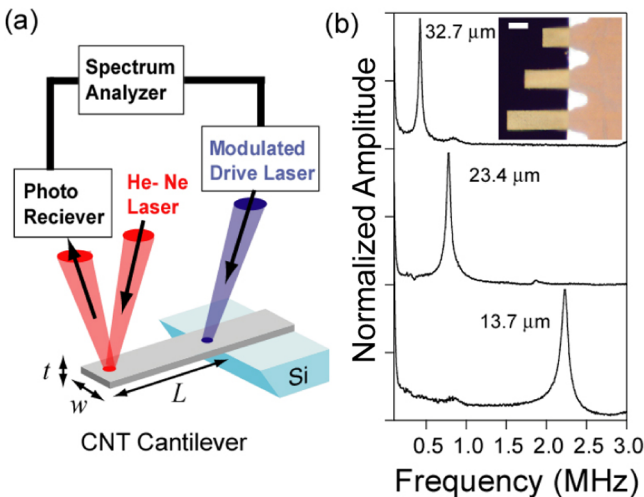 (a)
Spectrum
Analyzer
Modulated
Drive Laser
He- Ne
Laser
Photo
Reciever
Si
t
w
L
CNT Cantilever
(b)
Normalized Amplitude
32.7 μm
23.4 μm
13.7 μm
0.5 1.0 1.5 2.0 2.5 3.0
Frequency (MHz)